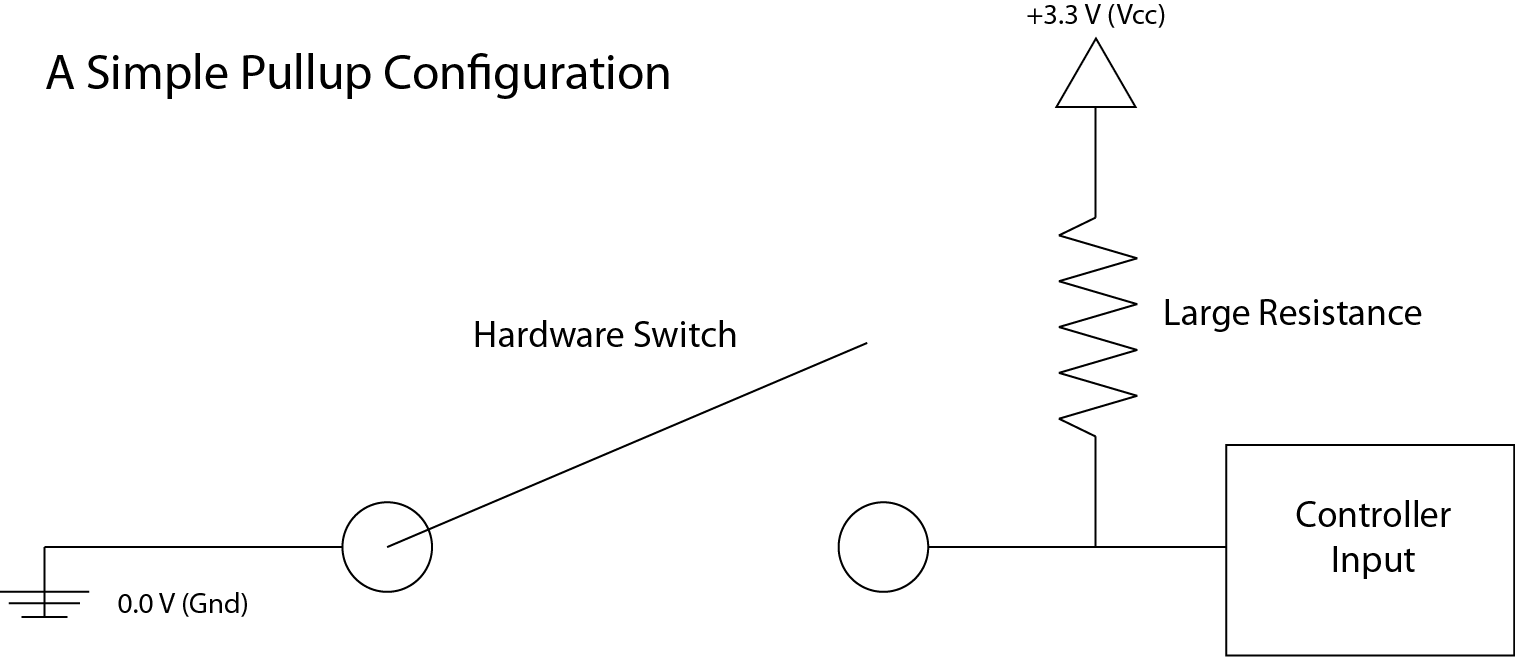 +3.3 V (Vcc)
A Simple Pullup Configuration
Large Resistance
Hardware Switch
Controller
Input
0.0 V (Gnd)